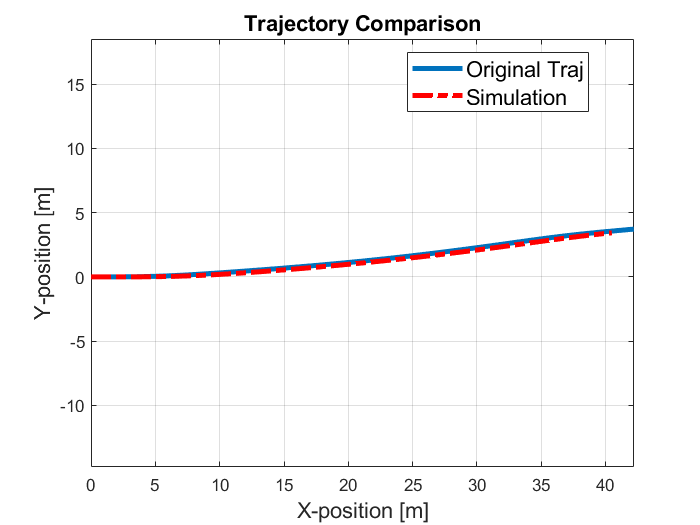 Trajectory Comparison
Original Traj
Simulation
15
10
5
0
-5
-10
Y-position [m]
0 5 10 15 20 25 30 35 40
X-position [m]